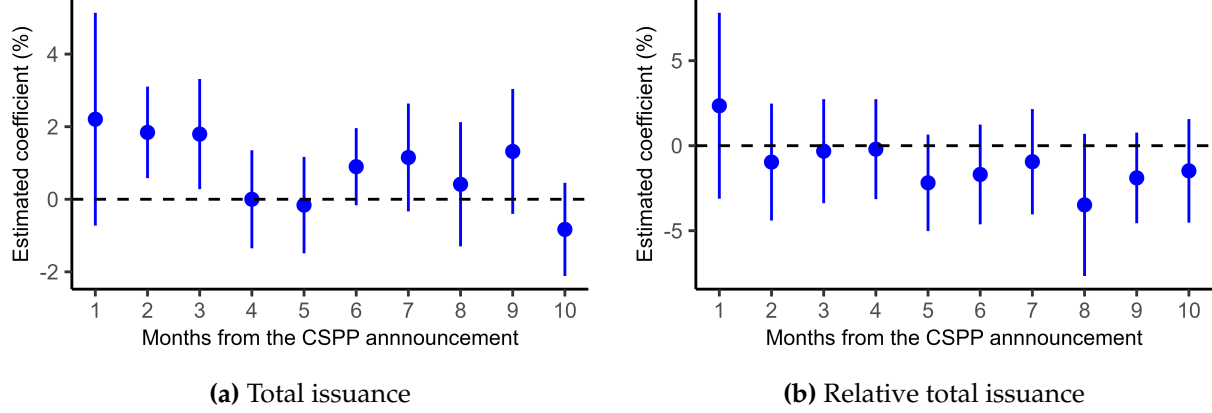 Estimated coefficient (%)
4
2
0
-2
1 2 3 4 5 6 7 8 9 10
Months from the CSPP annnouncement
(a) Total issuance
Estimated coefficient (%)
5
0
-5
1 2 3 4 5 6 7 8 9 10
Months from the CSPP annnouncement
(b) Relative total issuance